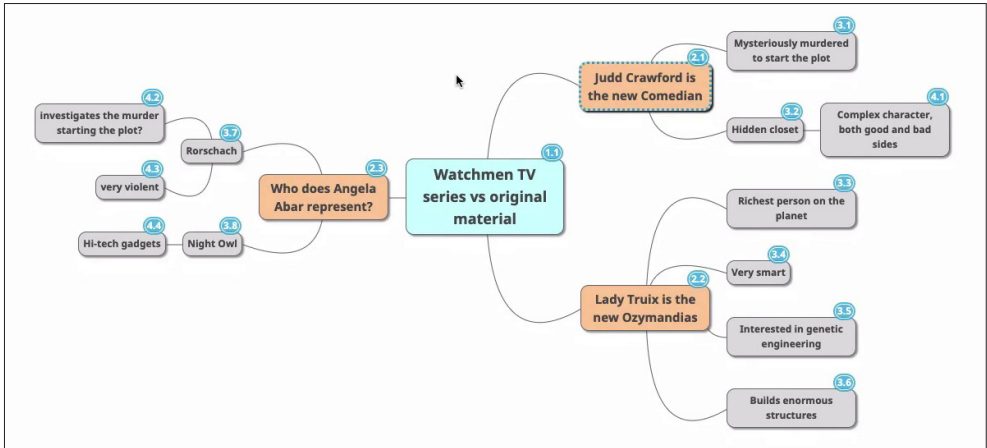 1.1
Watchmen TV
series vs original
material
2.1
Judd Crawford is
the new Comedian
3.1
Mysteriously murdered
to start the plot
3.2
Hidden closet
4.1
Complex character,
both good and bad
sides
2.2
Lady Truix is the
new Ozymandias
3.3
Richest person on the
planet
3.4
Very smart
3.5
Interested in genetic
engineering
3.6
Builds enormous
structures
2.3
Who does Angela
Abar represent?
3.7
Rorschach
4.2
investigates the murder
starting the plot?
4.3
very violent
3.8
Night Owl
4.4
Hi-tech gadgets